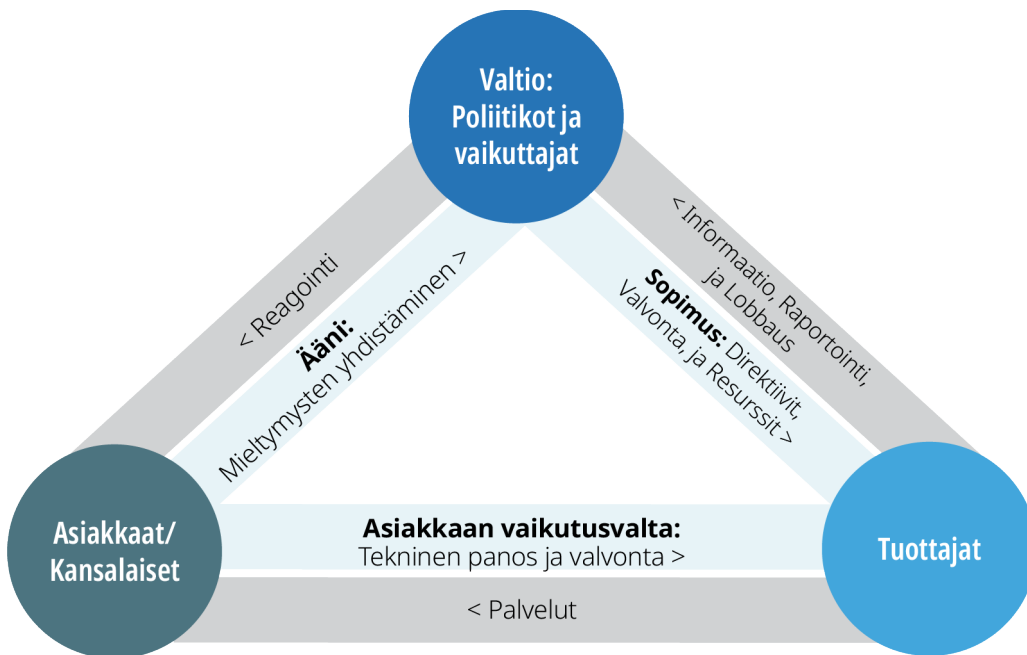 Valtio:
Poliitikot ja
vaikuttajat
< Reagointi
Ääni:
Mieltymysten yhdistäminen >
< Informaatio, Raportointi,
ja Lobbaus
Sopimus: Direktiivit,
Valvonta, ja Resurssit >
Asiakkaat/
Kansalaiset
Asiakkaan vaikutusvalta:
Tekninen panos ja valvonta >
Tuottajat
< Palvelut